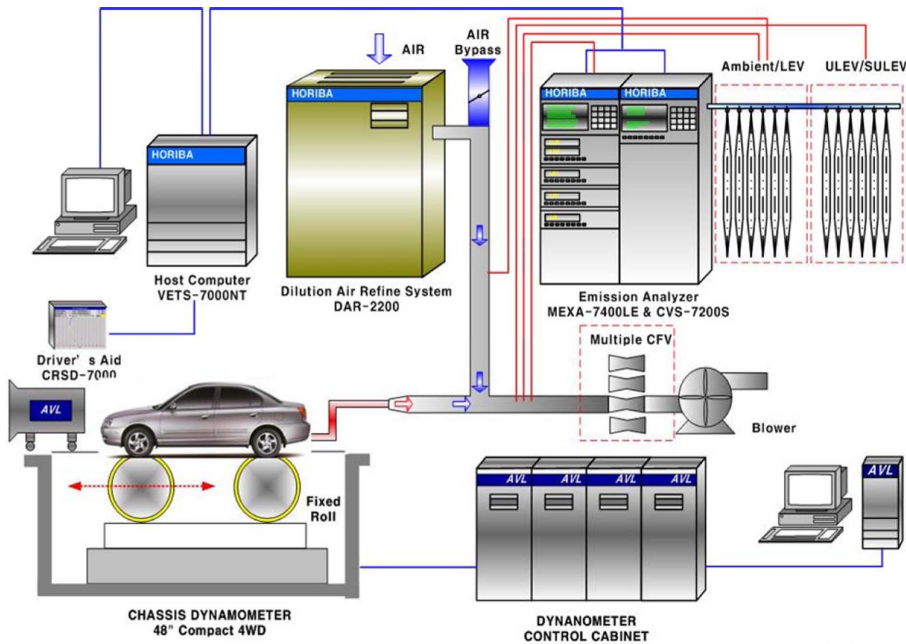 AIR
AIR
Bypass
Ambient/LEV
ULEV/SULEV
HORIBA
HORIBA
HORIBA
HORIBA
Host Computer
VETS-7000NT
Dilution Air Refine System
DAR-2200
Emission Analyzer
MEXA-7400LE & CVS-7200S
Driver' s Aid
CRSD-7000
Multiple CFV
Blower
AVL
Fixed
Roll
AVL
AVL
AVL
AVL
AVL
CHASSIS DYNAMOMETER
48" Compact 4WD
DYNANOMETER
CONTROL CABINET